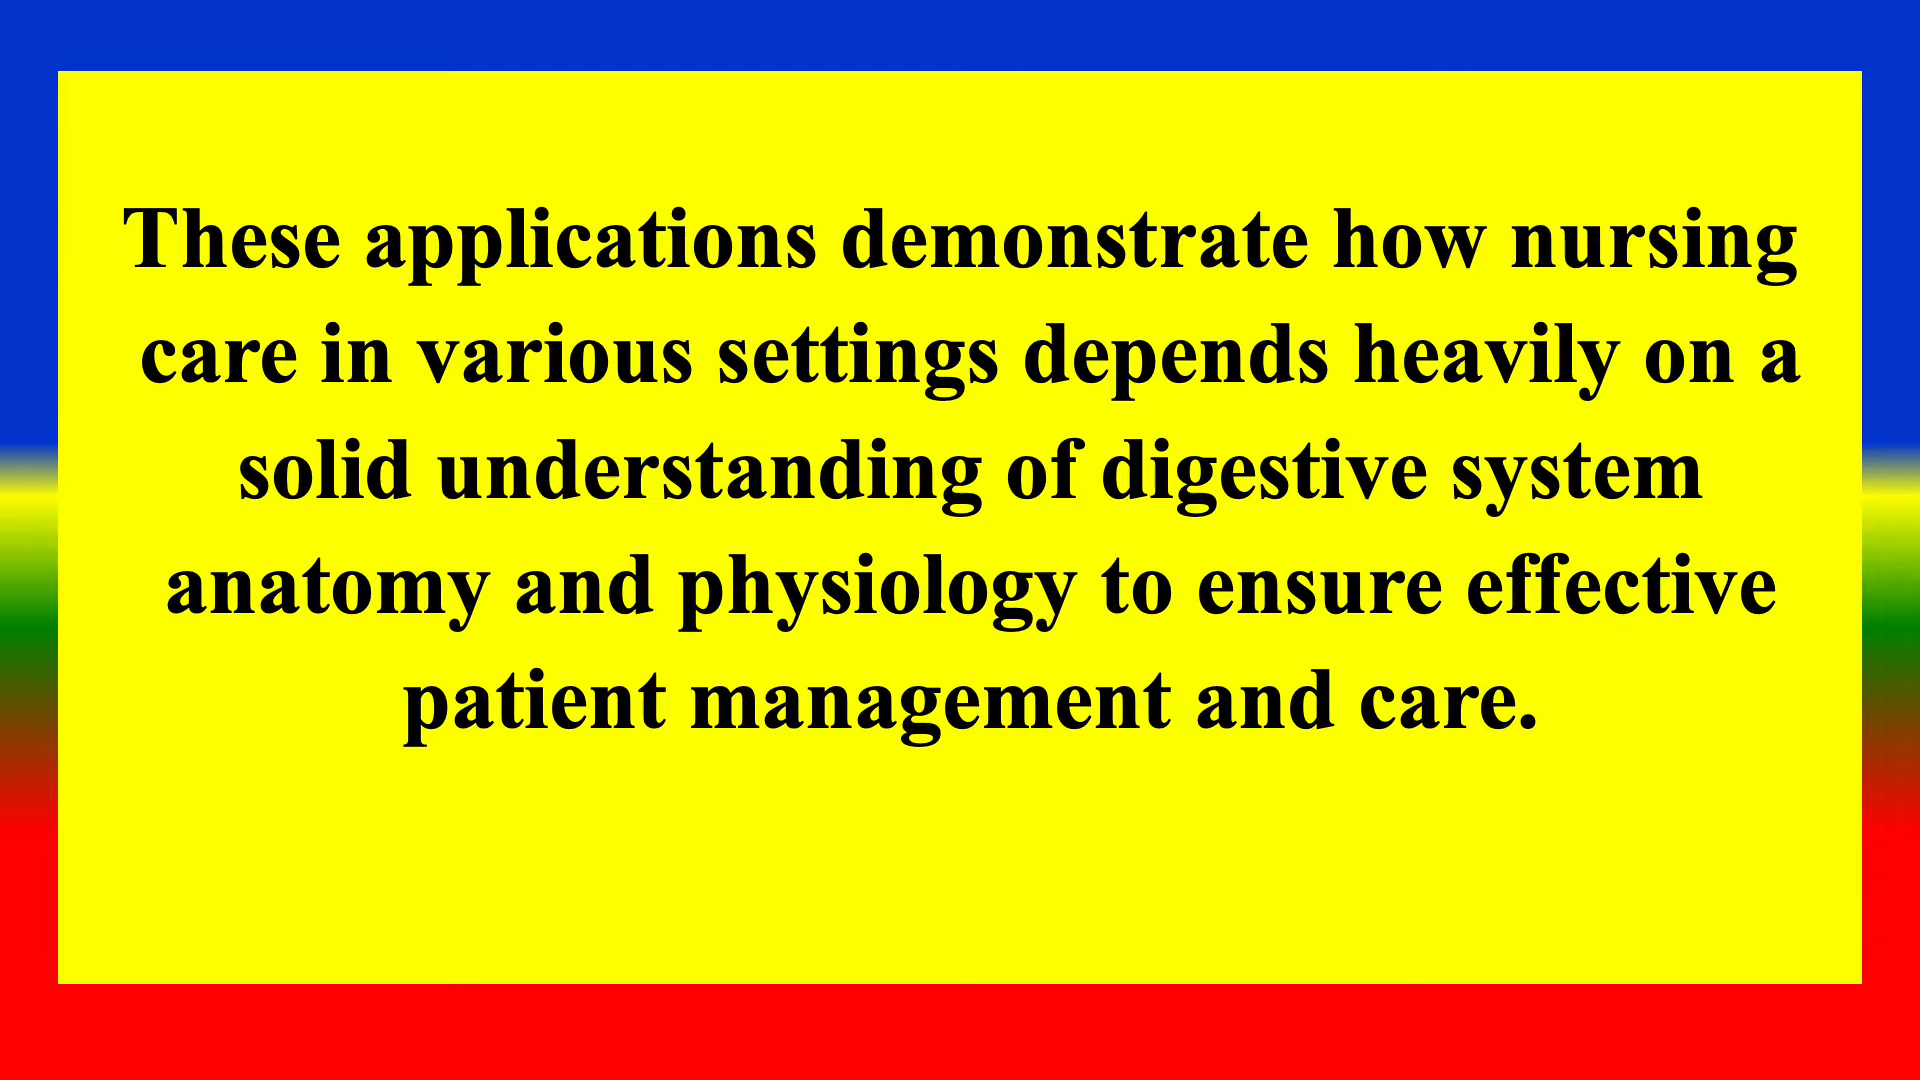 These applications demonstrate how nursing
care in various settings depends heavily on a
solid understanding of digestive system
anatomy and physiology to ensure effective
patient management and care.